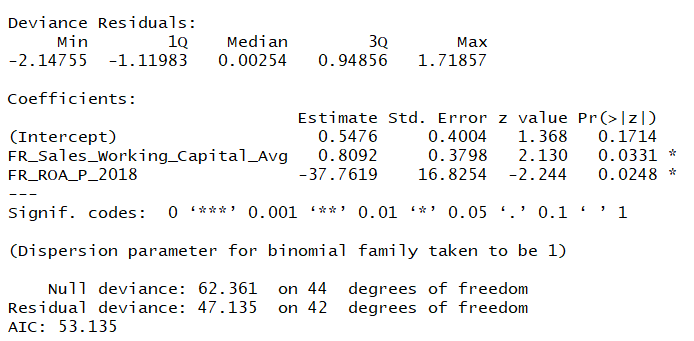 Deviance Residuals:
Min 1Q Median 3Q Max
-2.14755 -1.11983 0.00254 0.94856 1.71857
Coefficients:
Estimate Std. Error z value Pr(>|z|)
(Intercept) 0.5476 0.4004 1.368 0.1714
FR_Sales_Working_Capital_Avg 0.8092 0.3798 2.130 0.0331 *
FR_ROA_P_2018 -37.7619 16.8254 -2.244 0.0248 *
---
Signif. codes: 0 ‘***’ 0.001 ‘**’ 0.01 ‘*’ 0.05 ‘.’ 0.1 ‘ ’ 1
(Dispersion parameter for binomial family taken to be 1)
Null deviance: 62.361 on 44 degrees of freedom
Residual deviance: 47.135 on 42 degrees of freedom
AIC: 53.135